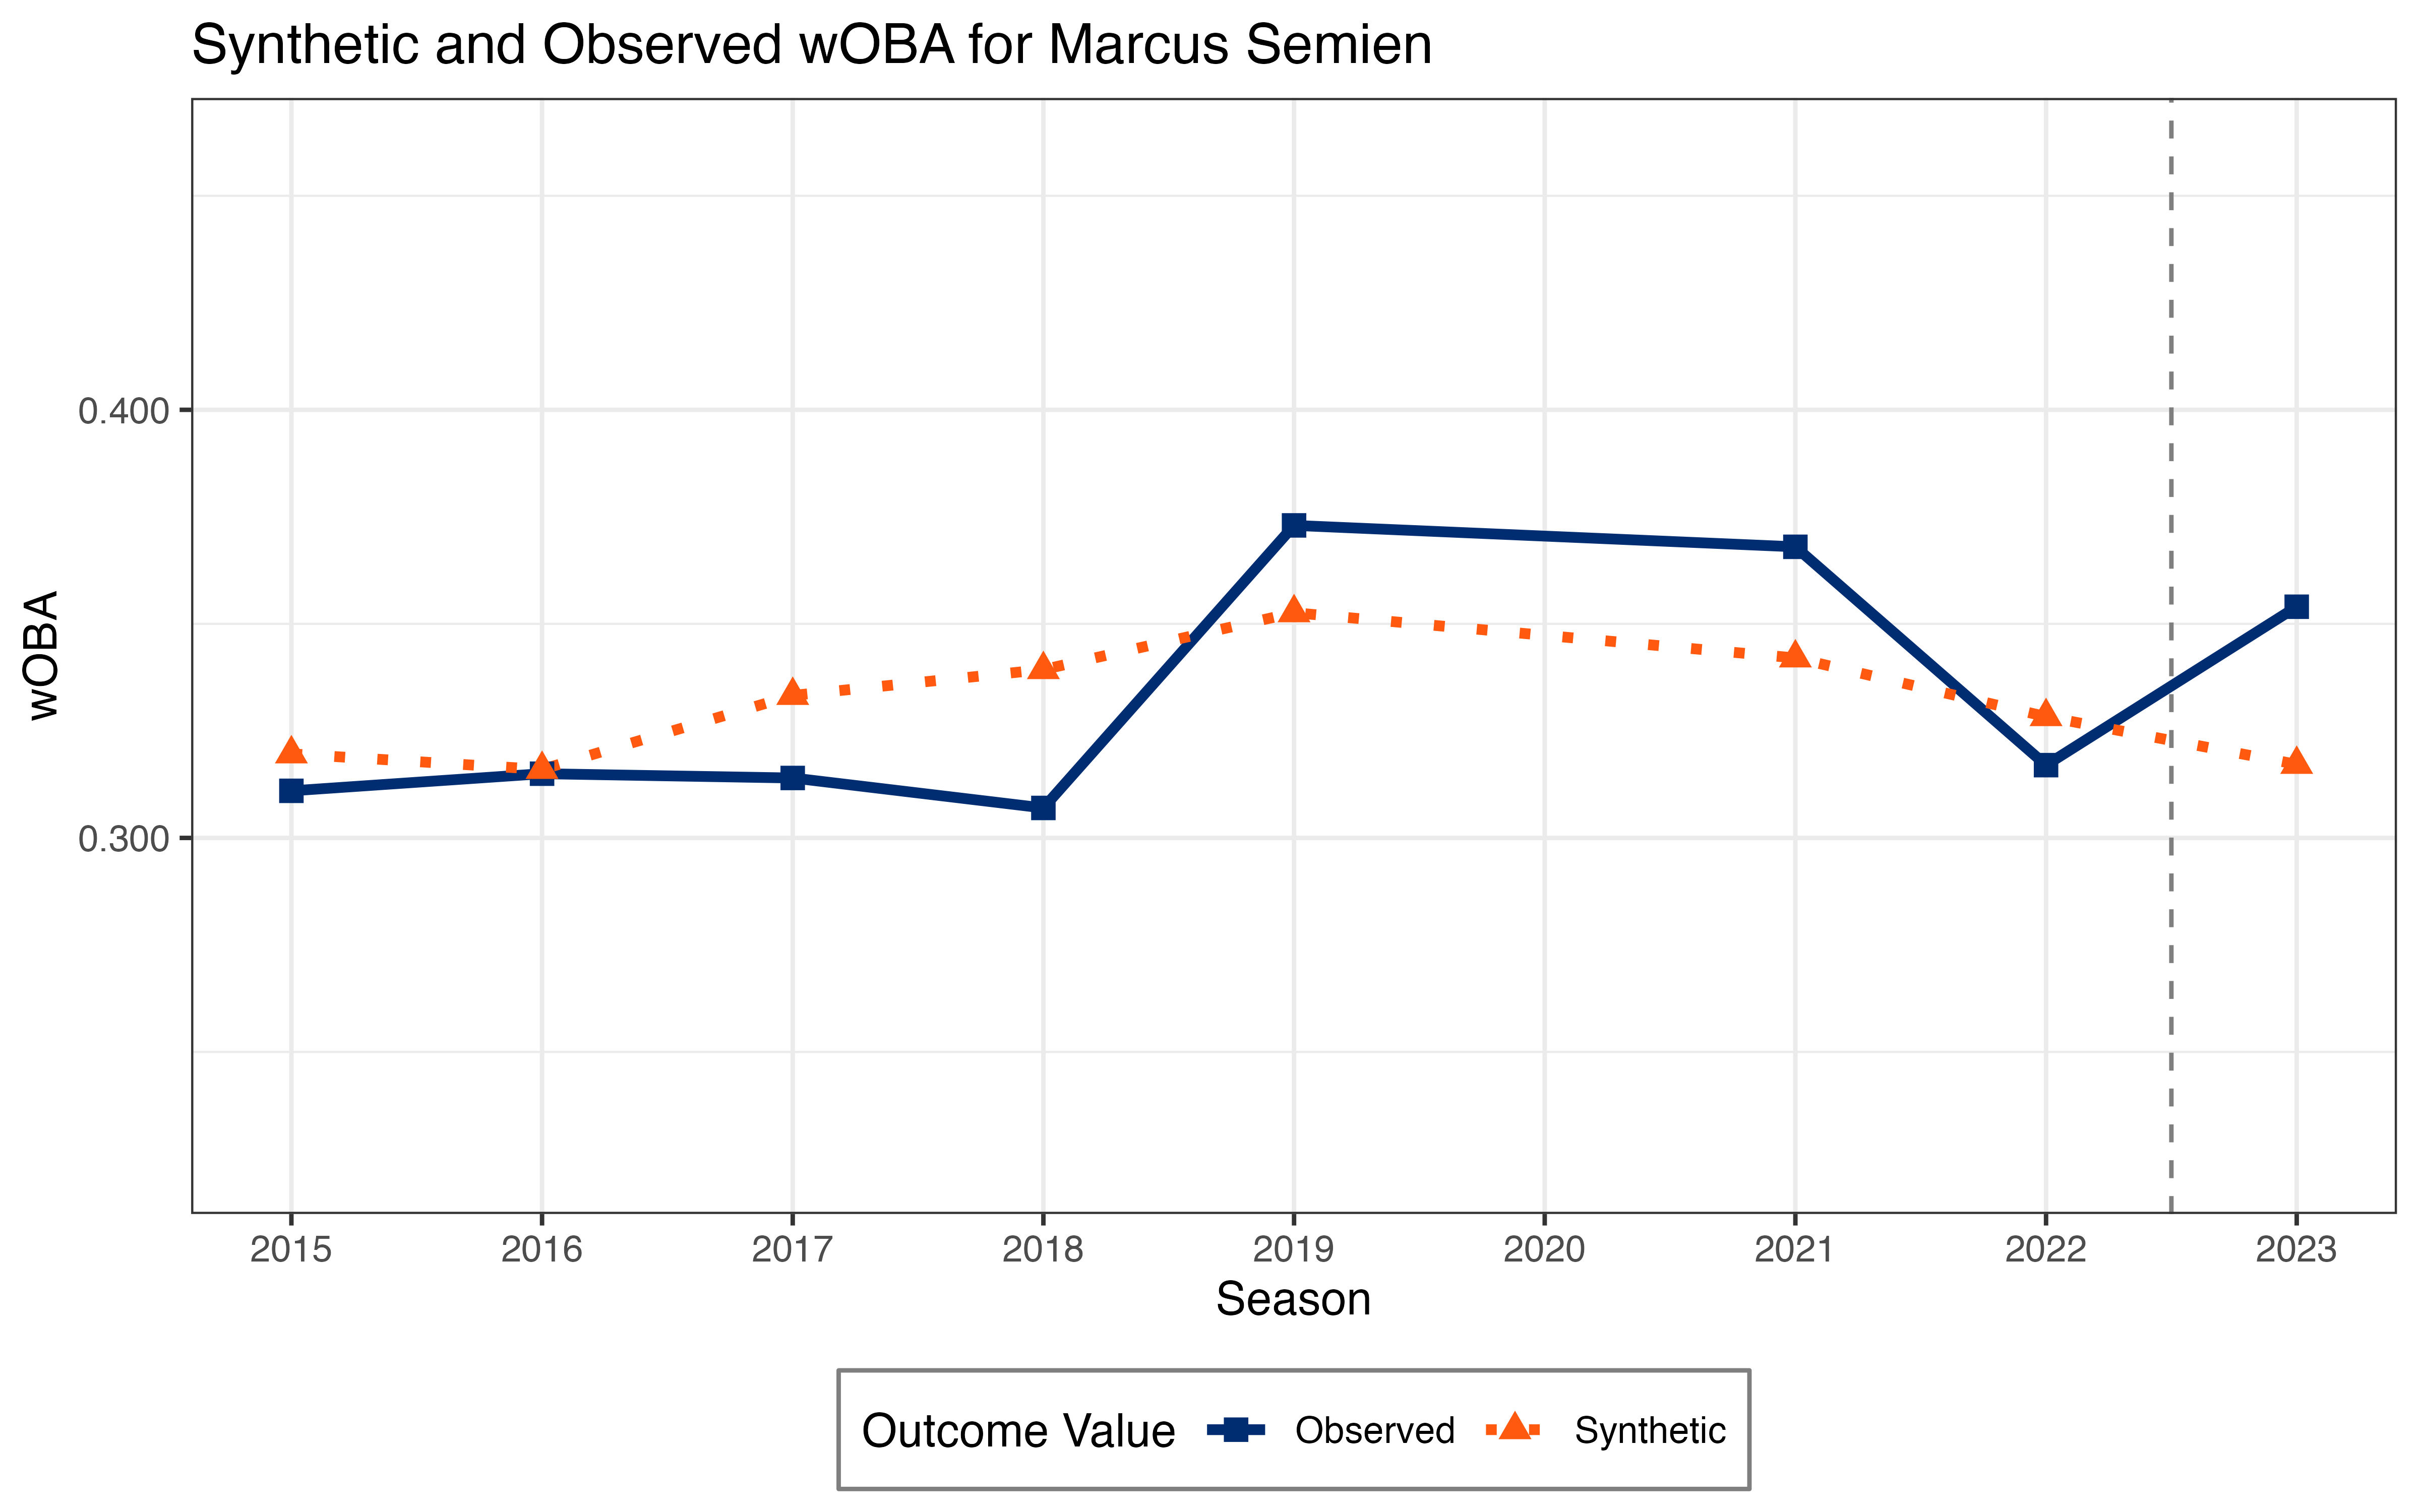 Synthetic and Observed wOBA for Marcus Semien
wOBA
0.400
0.300
2015 2016 2017 2018 2019 2020 2021 2022 2023
Season
Outcome Value Observed Synthetic